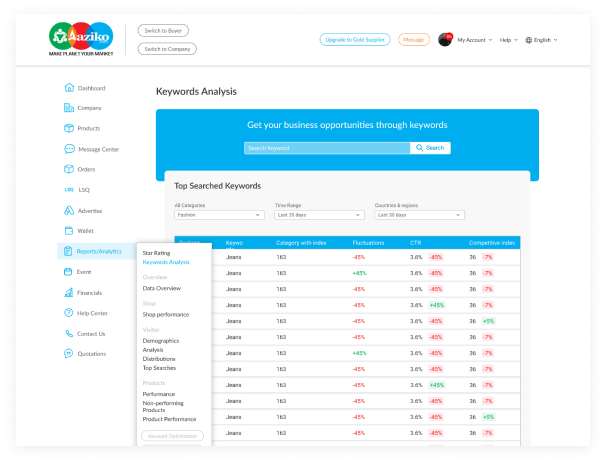 Aaziko
MAKE PLANET YOUR MARKET
Switch to Buyer
Switch to Company
Upgrade to Gold Supplier
Message
My Account
Help
English
Dashboard
Company
Products
Message Center
Orders
LSQ LSQ
Advertise
Wallet
Reports/Analytics
Event
Financials
Help Center
Contact Us
Quotations
Star Rating
Keywords Analysis
Overview
Data Overview
Shop
Shop performance
Visitor
Demographics
Analysis
Distributions
Top Searches
Products
Performance
Non-performing
Products
Product Performance
Keyword Optimization
Keywords Analysis
Get your business opportunities through keywords
Search Keyword
Search
Top Searched Keywords
All Categories Time Range Countries & regions
Fashion Last 30 days Last 30 days
Keywo Category with index Fluctuations CTR Competitive index
Jeans 163 -45% 3.6% -45% 36 -7%
Jeans 163 +45% 3.6% -45% 36 -7%
Jeans 163 -45% 3.6% -45% 36 -7%
Jeans 163 -45% 3.6% +45% 36 -7%
Jeans 163 -45% 3.6% -45% 36 +5%
Jeans 163 -45% 3.6% -45% 36 -7%
Jeans 163 +45% 3.6% -45% 36 -7%
Jeans 163 -45% 3.6% -45% 36 -7%
Jeans 163 -45% 3.6% +45% 36 -7%
Jeans 163 -45% 3.6% -45% 36 -7%
Jeans 163 -45% 3.6% -45% 36 +5%
Jeans 163 -45% 3.6% -45% 36 -7%